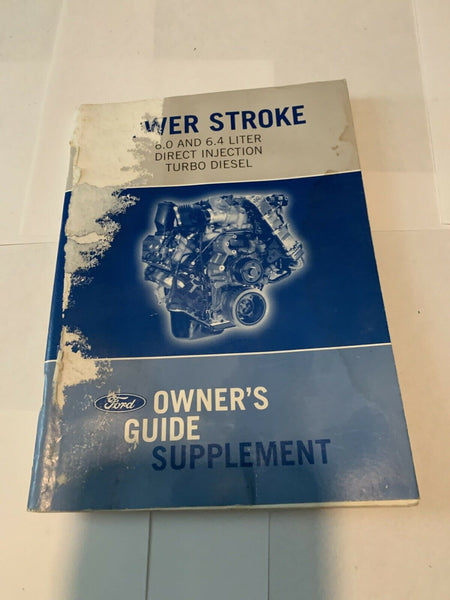 WER STROKE
6.0 AND 6.4 LITER
DIRECT INJECTION
TURBO DIESEL
Ford
OWNER'S
GUIDE
SUPPLEMENT